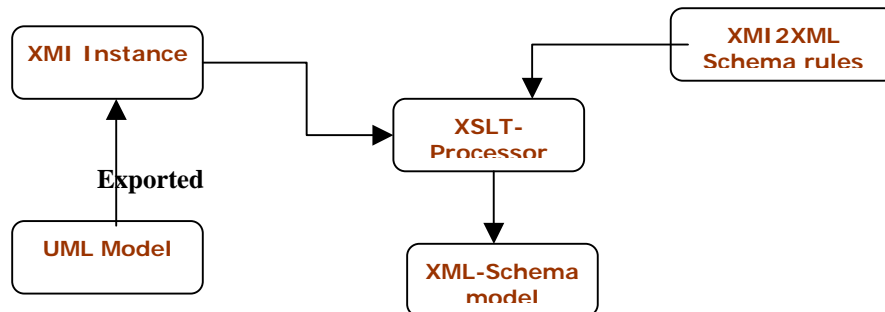 XMI Instance
XMI2XML
Schema rules
XSLT-
Processor
Exported
UML Model
XML-Schema
model